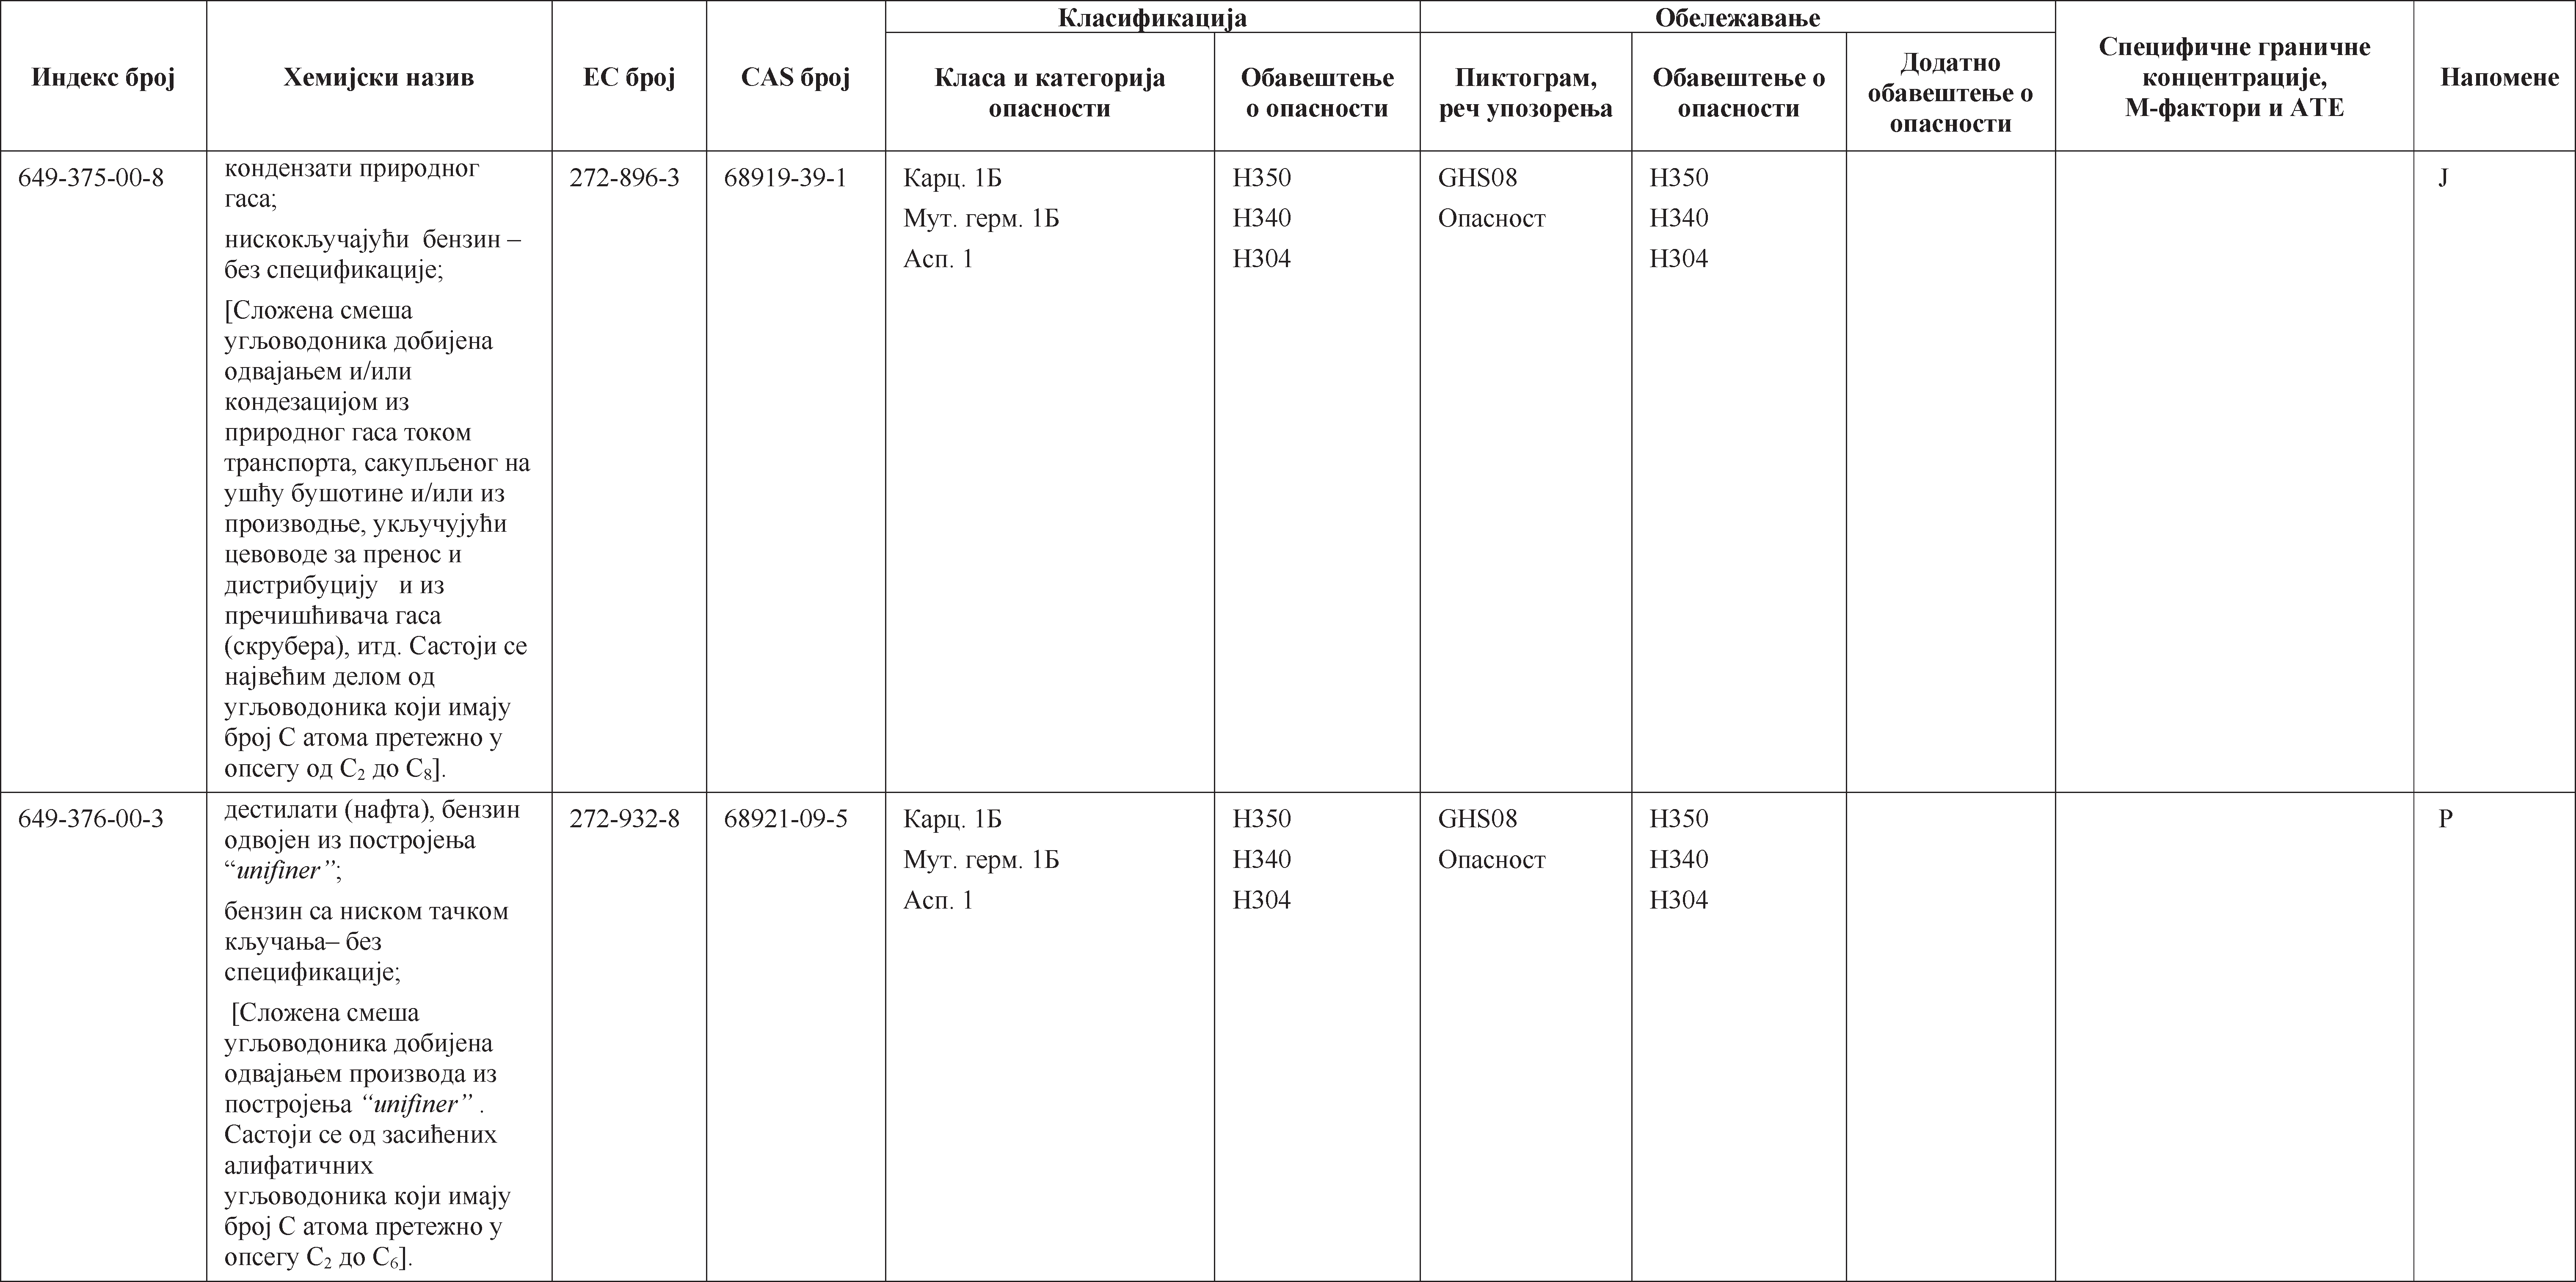 Класификација
Обележавање
Индекс број
Хемијски назив
ЕС број
CAS број
Класа и категорија
опасности
Обавештење
о опасности
Пиктограм,
реч упозорења
Обавештење о
опасности
Додатно
обавештење о
опасности
Специфичне граничне
концентрације,
М-фактори и АТЕ
Напомене
649-375-00-8
кондензати природног
гаса;
нискокључајући  бензин –
без спецификације;
[Сложена смеша
угљоводоника добијена
одвајањем и/или
кондезацијом из
природног гаса током
транспорта, сакупљеног на
ушћу бушотине и/или из
производње, укључујући
цевоводе за пренос и
дистрибуцију   и из
пречишћивача гаса
(скрубера), итд. Састоји се
највећим делом од
угљоводоника који имају
број С атома претежно у
опсегу од C₂ до C₈].
272-896-3
68919-39-1
Карц. 1Б
Мут. герм. 1Б
Асп. 1
H350
H340
H304
GHS08
Опасност
H350
H340
H304
J
649-376-00-3
дестилати (нафта), бензин
одвојен из постројења
“unifiner”;
бензин са ниском тачком
кључања– без
спецификације;
[Сложена смеша
угљоводоника добијена
одвајањем производа из
постројења “unifiner” .
Састоји се од засићених
алифатичних
угљоводоника који имају
број С атома претежно у
опсегу C₂ до C₆].
272-932-8
68921-09-5
Карц. 1Б
Мут. герм. 1Б
Асп. 1
H350
H340
H304
GHS08
Опасност
H350
H340
H304
P